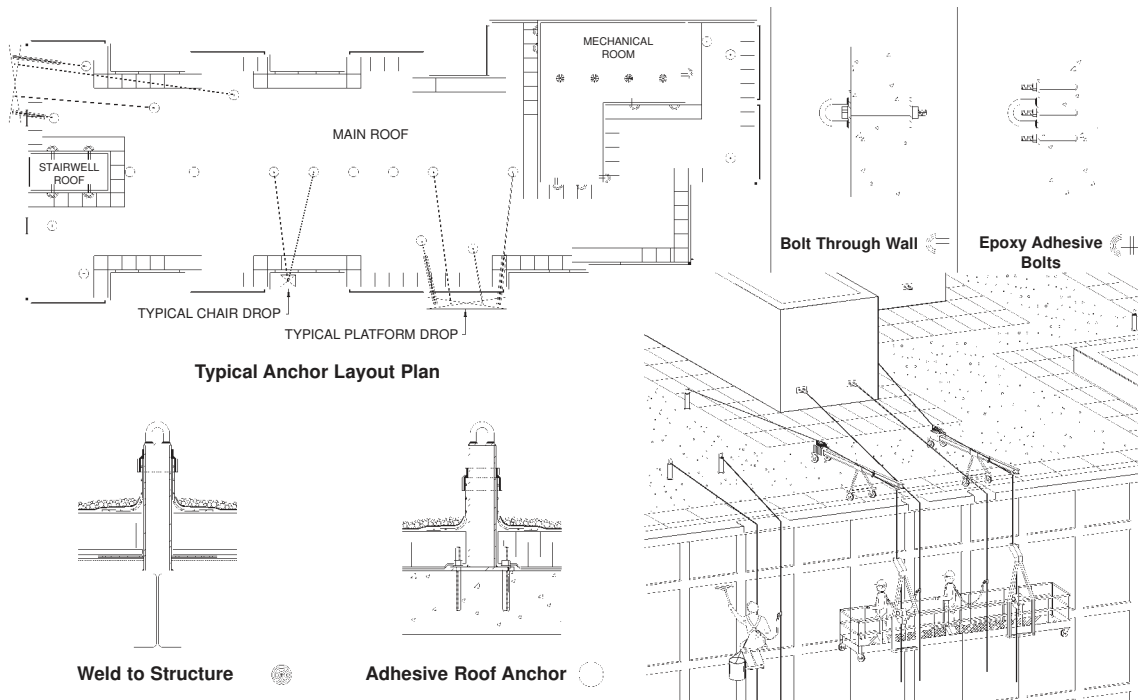 MECHANICAL
ROOM
MAIN ROOF
STAIRWELL
ROOF
TYPICAL CHAIR DROP
TYPICAL PLATFORM DROP
Typical Anchor Layout Plan
Bolt Through Wall
Epoxy Adhesive
Bolts
Weld to Structure
Adhesive Roof Anchor